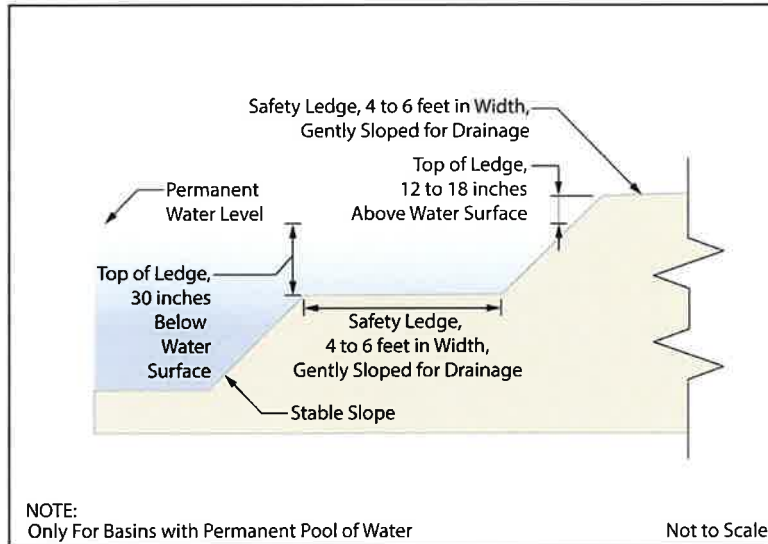 Safety Ledge, 4 to 6 feet in Width,
Gently Sloped for Drainage
Top of Ledge,
12 to 18 inches
Above Water Surface
Permanent
Water Level
Top of Ledge,
30 inches
Below
Water
Surface
Safety Ledge,
4 to 6 feet in Width,
Gently Sloped for Drainage
Stable Slope
NOTE:
Only For Basins with Permanent Pool of Water
Not to Scale